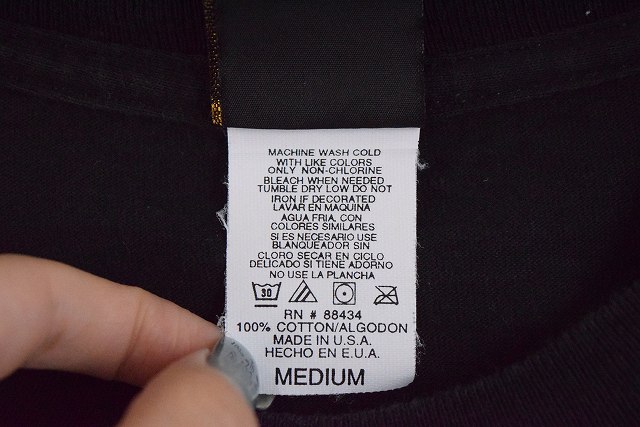 MACHINE WASH COLD
WITH LIKE COLORS
ONLY NON-CHLORINE
BLEACH WHEN NEEDED
TUMBLE DRY LOW DO NOT
IRON IF DECORATED
LAVAR EN MAQUINA
AGUA FRIA, CON
COLORES SIMILARES
SI ES NECESARIO USE
BLANQUEADOR SIN
CLORO SECAR EN CICLO
DELICADO SI TIENE ADORNO
NO USE LA PLANCHA
30
RN # 88434
100% COTTON/ALGODON
MADE IN U.S.A.
HECHO EN E.U.A.
MEDIUM